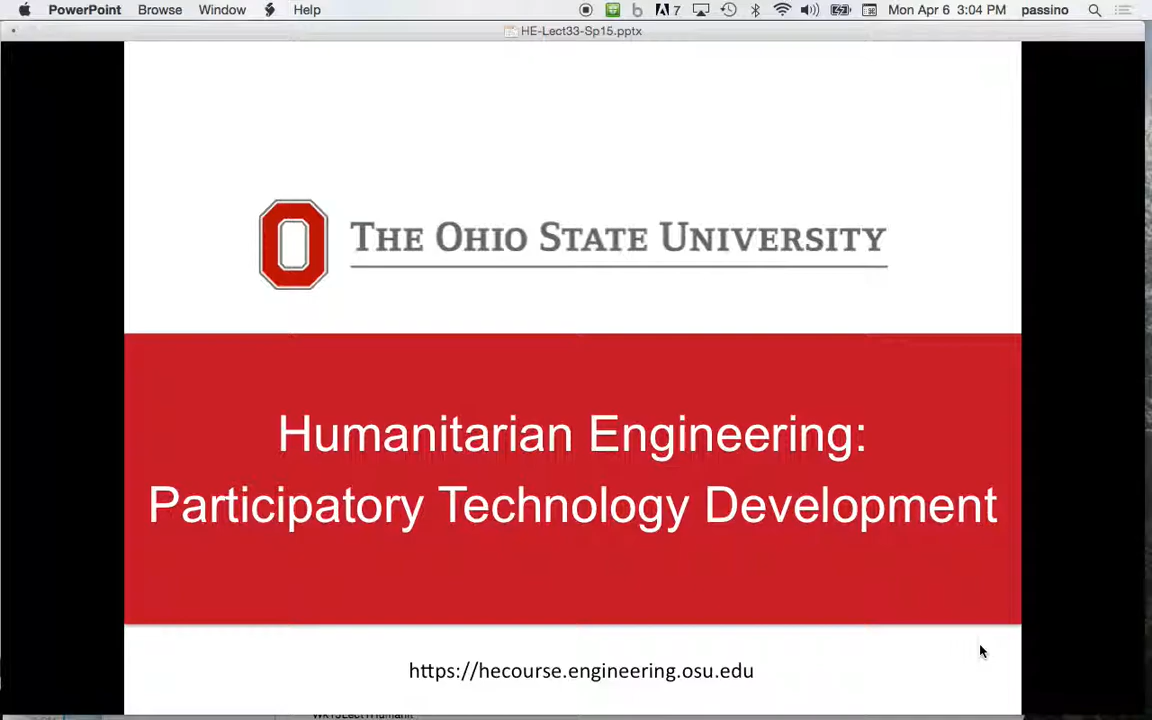 PowerPoint Browse Window Help 7 Mon Apr 6 3:04 PM passino
HE-Lect33-Sp15.pptx
THE OHIO STATE UNIVERSITY
Humanitarian Engineering:
Participatory Technology Development
https://hecourse.engineering.osu.edu